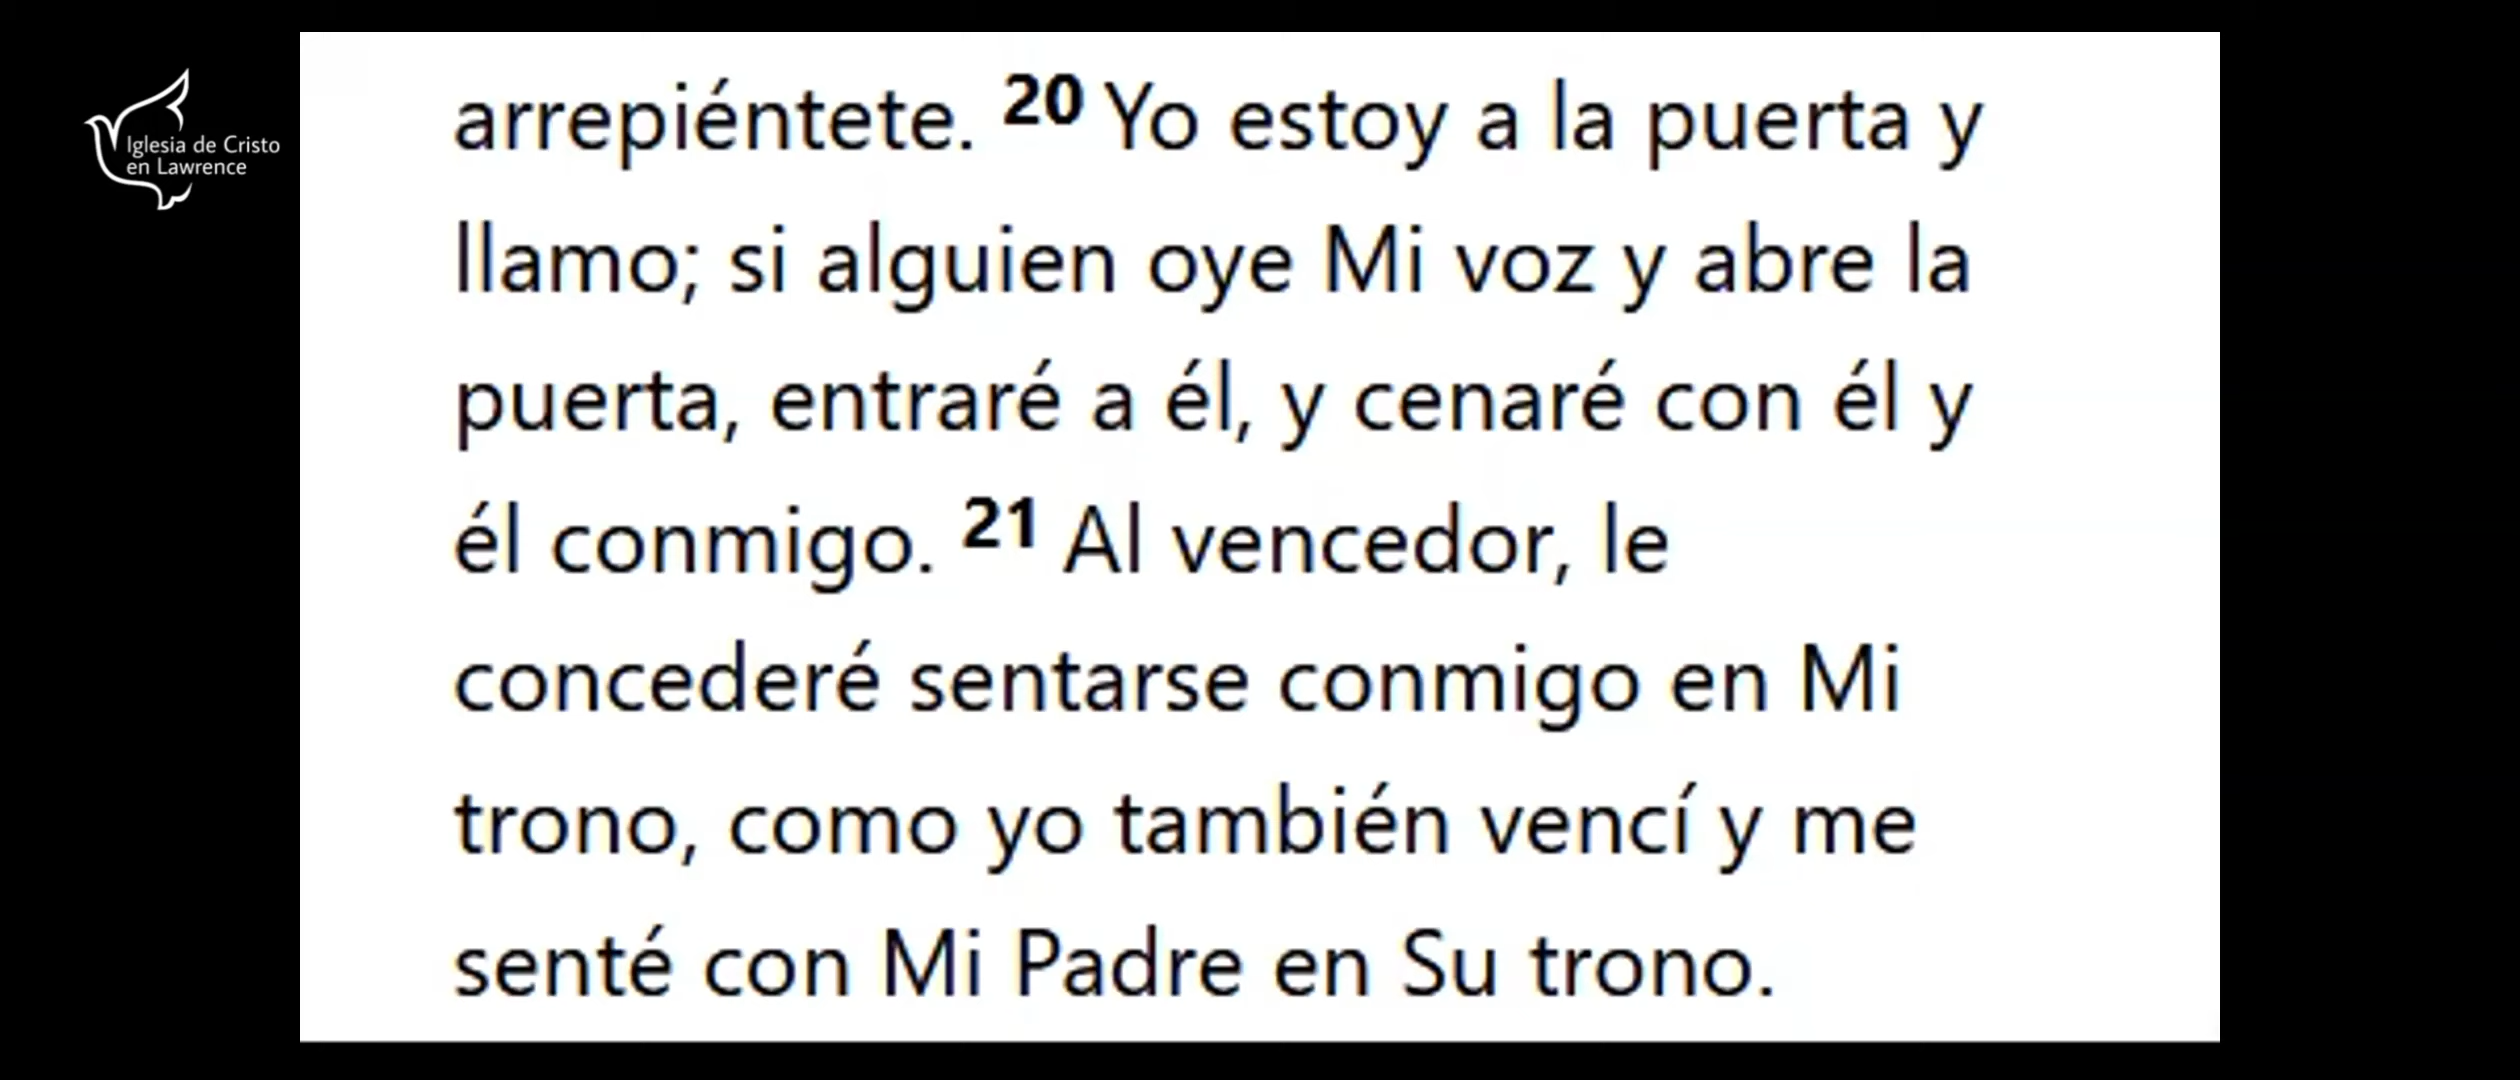 Iglesia de Cristo
en Lawrence
arrepiéntete. 20 Yo estoy a la puerta y
llamo; si alguien oye Mi voz y abre la
puerta, entraré a él, y cenaré con él y
él conmigo. 21 Al vencedor, le
concederé sentarse conmigo en Mi
trono, como yo también vencí y me
senté con Mi Padre en Su trono.